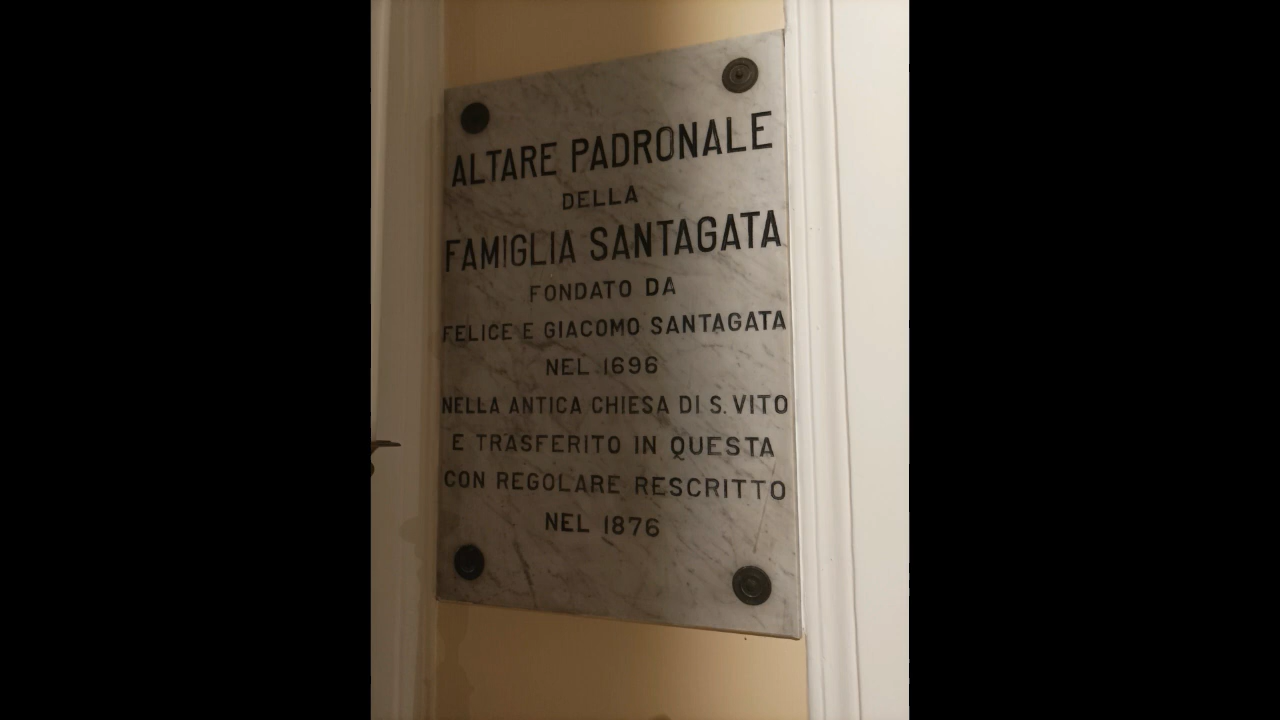 ALTARE PADRONALE
DELLA
FAMIGLIA SANTAGATA
FONDATO DA
FELICE E GIACOMO SANTAGATA
NEL 1696
NELLA ANTICA CHIESA DI S. VITO
E TRASFERITO IN QUESTA
CON REGOLARE RESCRITTO
NEL 1876